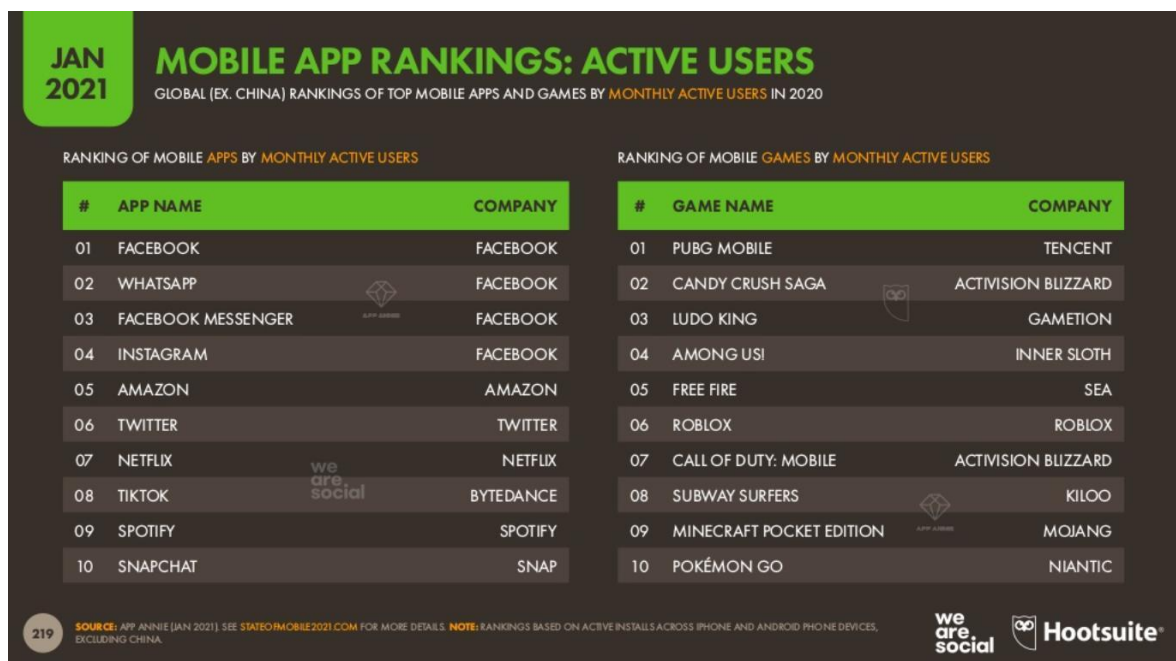 JAN
2021
MOBILE APP RANKINGS: ACTIVE USERS
GLOBAL (EX. CHINA) RANKINGS OF TOP MOBILE APPS AND GAMES BY MONTHLY ACTIVE USERS IN 2020
RANKING OF MOBILE APPS BY MONTHLY ACTIVE USERS
# APP NAME COMPANY
01 FACEBOOK FACEBOOK
02 WHATSAPP FACEBOOK
03 FACEBOOK MESSENGER FACEBOOK
04 INSTAGRAM FACEBOOK
05 AMAZON AMAZON
06 TWITTER TWITTER
07 NETFLIX NETFLIX
08 TIKTOK BYTEDANCE
09 SPOTIFY SPOTIFY
10 SNAPCHAT SNAP
APP ANNIE
we
are
social
RANKING OF MOBILE GAMES BY MONTHLY ACTIVE USERS
# GAME NAME COMPANY
01 PUBG MOBILE TENCENT
02 CANDY CRUSH SAGA ACTIVISION BLIZZARD
03 LUDO KING GAMETION
04 AMONG US! INNER SLOTH
05 FREE FIRE SEA
06 ROBLOX ROBLOX
07 CALL OF DUTY: MOBILE ACTIVISION BLIZZARD
08 SUBWAY SURFERS KILOO
09 MINECRAFT POCKET EDITION MOJANG
10 POKÉMON GO NIANTIC
APP ANNIE
219
SOURCE: APP ANNIE (JAN 2021). SEE STATEOFMOBILE2021.COM FOR MORE DETAILS. NOTE: RANKINGS BASED ON ACTIVE INSTALLS ACROSS IPHONE AND ANDROID PHONE DEVICES,
EXCLUDING CHINA.
we
are
social
Hootsuite®